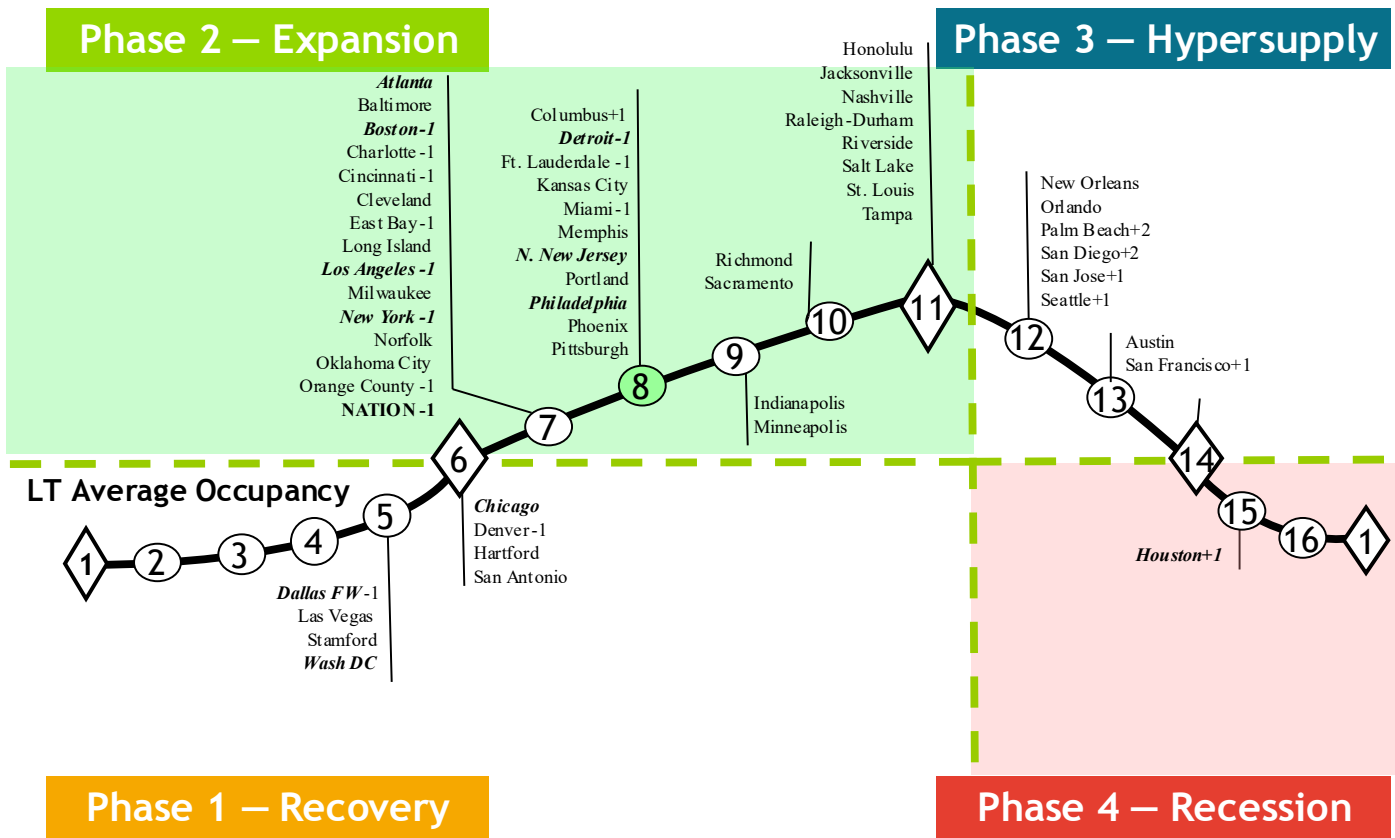 Phase 2 — Expansion
Phase 3 — Hypersupply
Atlanta
Baltimore
Boston-1
Charlotte -1
Cincinnati -1
Cleveland
East Bay -1
Long Island
Los Angeles -1
Milwaukee
New York -1
Norfolk
Oklahoma City
Orange County -1
NATION -1
Columbus+1
Detroit-1
Ft. Lauderdale -1
Kansas City
Miami -1
Memphis
N. New Jersey
Portland
Philadelphia
Phoenix
Pittsburgh
Richmond
Sacramento
Honolulu
Jacksonville
Nashville
Raleigh-Durham
Riverside
Salt Lake
St. Louis
Tampa
New Orleans
Orlando
Palm Beach+2
San Diego+2
San Jose+1
Seattle+1
Austin
San Francisco+1
Indianapolis
Minneapolis
LT Average Occupancy
1
2
3
4
5
6
7
8
9
10
11
12
13
14
15
16
1
Chicago
Denver-1
Hartford
San Antonio
Dallas FW-1
Las Vegas
Stamford
Wash DC
Houston+1
Phase 1 — Recovery
Phase 4 — Recession